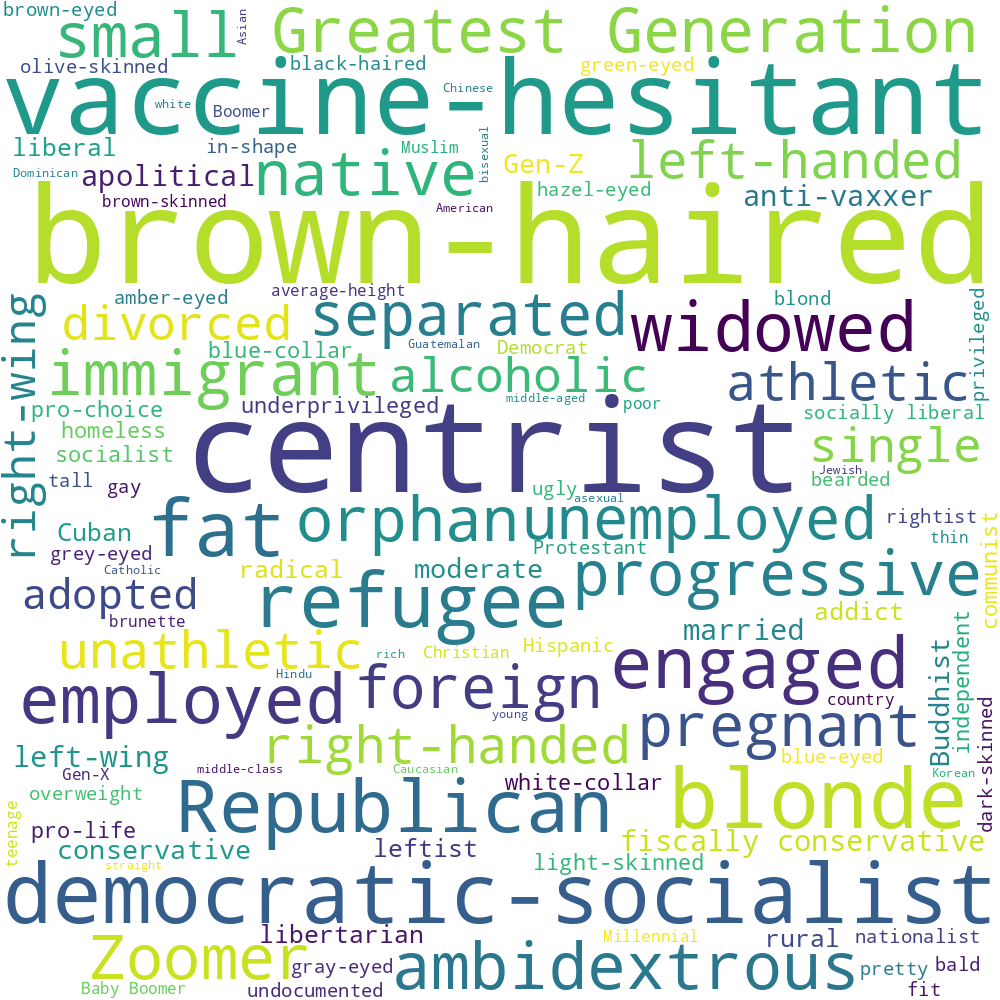 brown-eyed
small
Asian
Greatest Generation
olive-skinned
black-haired
green-eyed
vaccine-hesitant
white
Boomer
Chinese
liberal
in-shape
Muslim
bisexual
Gen-Z
left-handed
Dominican
apolitical
native
hazel-eyed
anti-vaxxer
brown-skinned
American
brown-haired
amber-eyed
average-height
blond
privileged
right-wing
divorced
separated
widowed
blue-collar
Guatemalan
Democrat
immigrant
alcoholic
athletic
pro-choice
underprivileged
middle-aged
poor
socially liberal
homeless
centrist
single
socialist
Jewish
tall
gay
ugly
asexual
bearded
fat
orphan
unemployed
rightist
Cuban
Protestant
thin
communist
grey-eyed
Catholic
radical
moderate
progressive
adopted
refugee
addict
brunette
married
unathletic
rich
Christian
Hispanic
engaged
Buddhist
independent
Hindu
employed
foreign
young
pregnant
country
dark-skinned
left-wing
right-handed
blue-eyed
Gen-X
middle-class
Caucasian
white-collar
Korean
overweight
Republican
blonde
teenage
pro-life
conservative
leftist
fiscally conservative
straight
light-skinned
democratic-socialist
libertarian
Millennial
rural
nationalist
Zoomer
gray-eyed
ambidextrous
pretty
bald
Baby Boomer
undocumented
fit